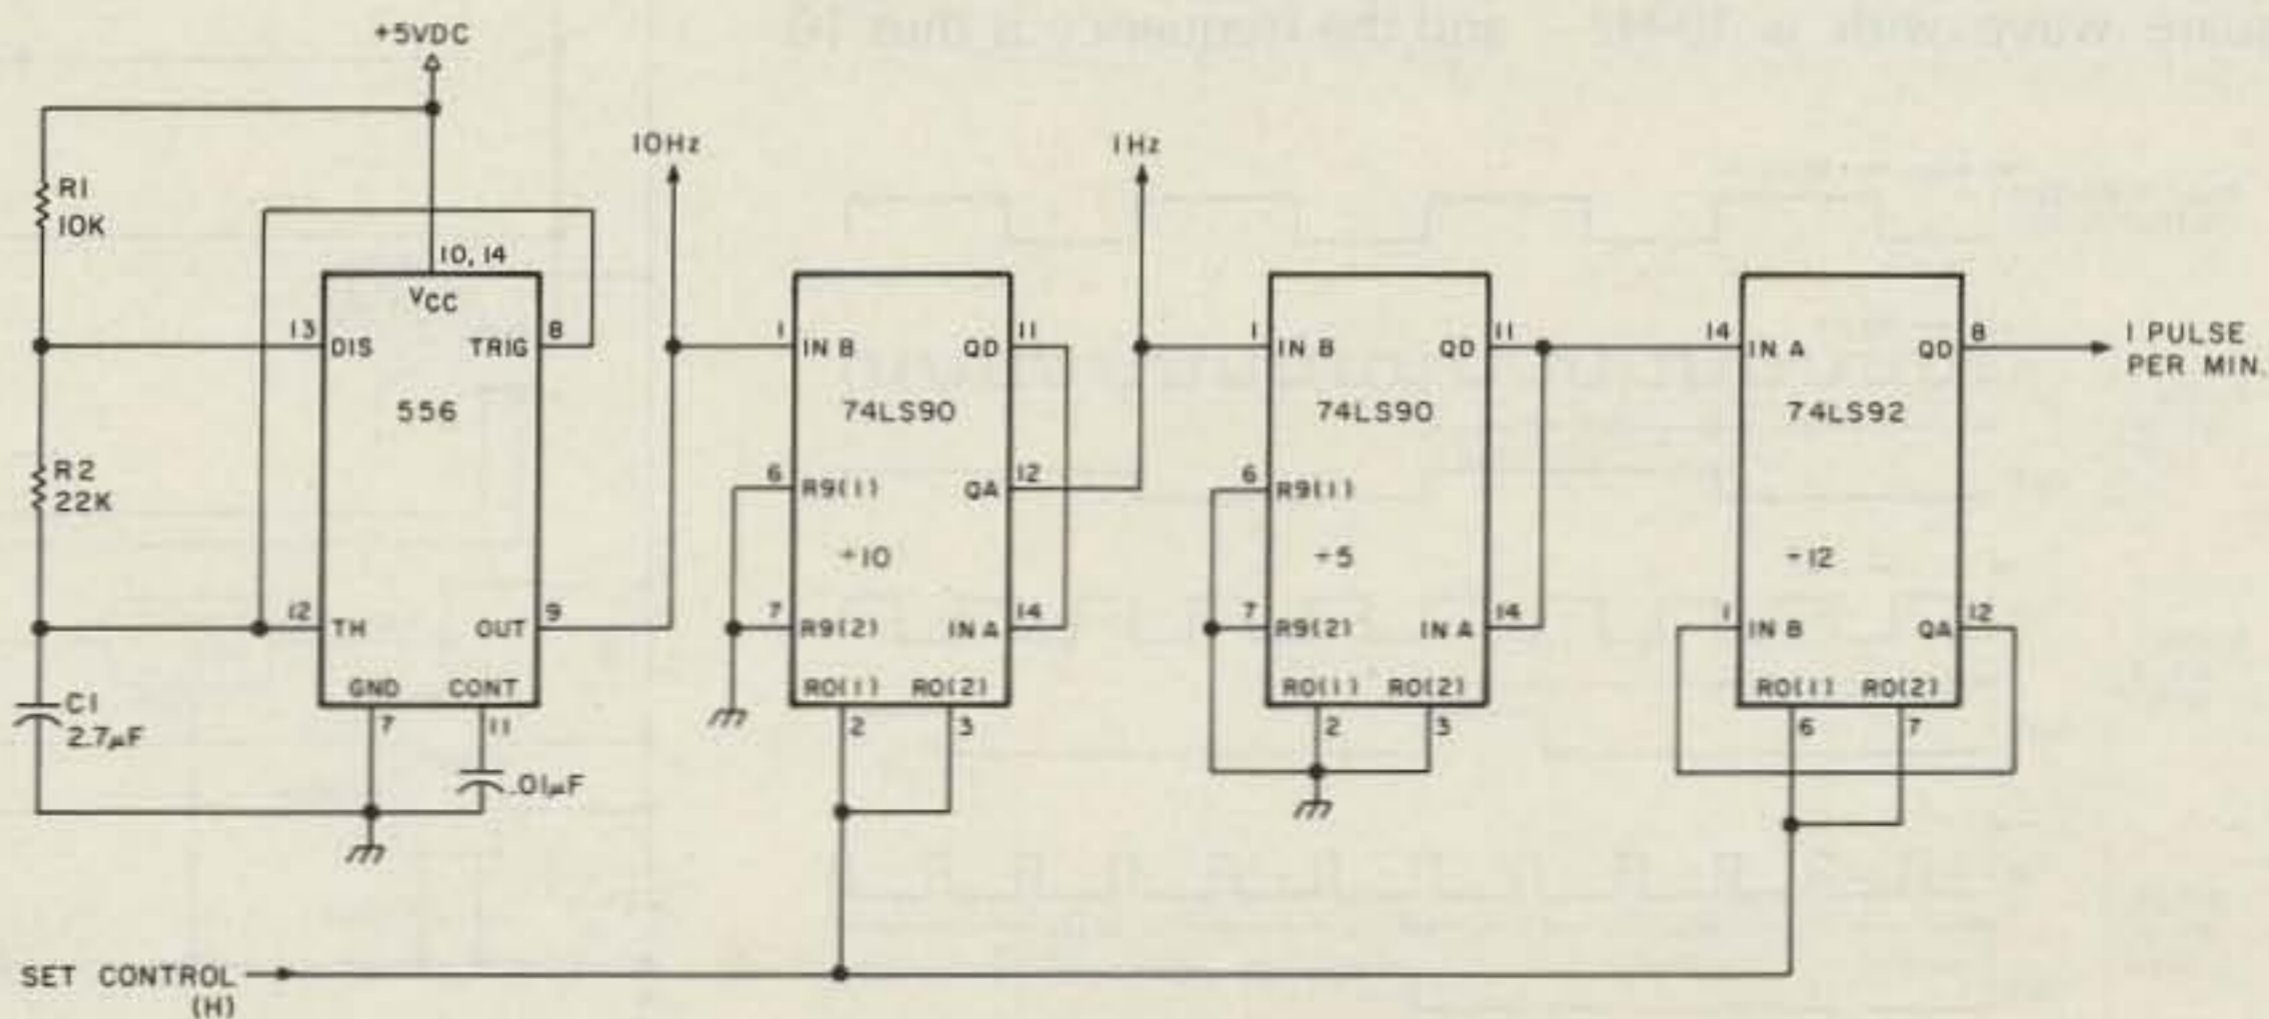 +5VDC
10Hz
1Hz
R1
10K
10, 14
VCC
13
DIS
TRIG
8
1
IN B
QD
11
1
IN B
QD
11
14
IN A
QD
8
1 PULSE
PER MIN.
556
74LS90
74LS90
74LS92
R2
22K
6
R9(1)
QA
12
6
R9(1)
÷10
÷5
÷12
12
TH
OUT
9
7
R9(2)
IN A
14
7
R9(2)
IN A
14
1
IN B
QA
12
GND
CONT
RO(1)
RO(2)
RO(1)
RO(2)
RO(1)
RO(2)
C1
2.7µF
7
11
2
3
2
3
6
7
.01µF
SET CONTROL
(H)